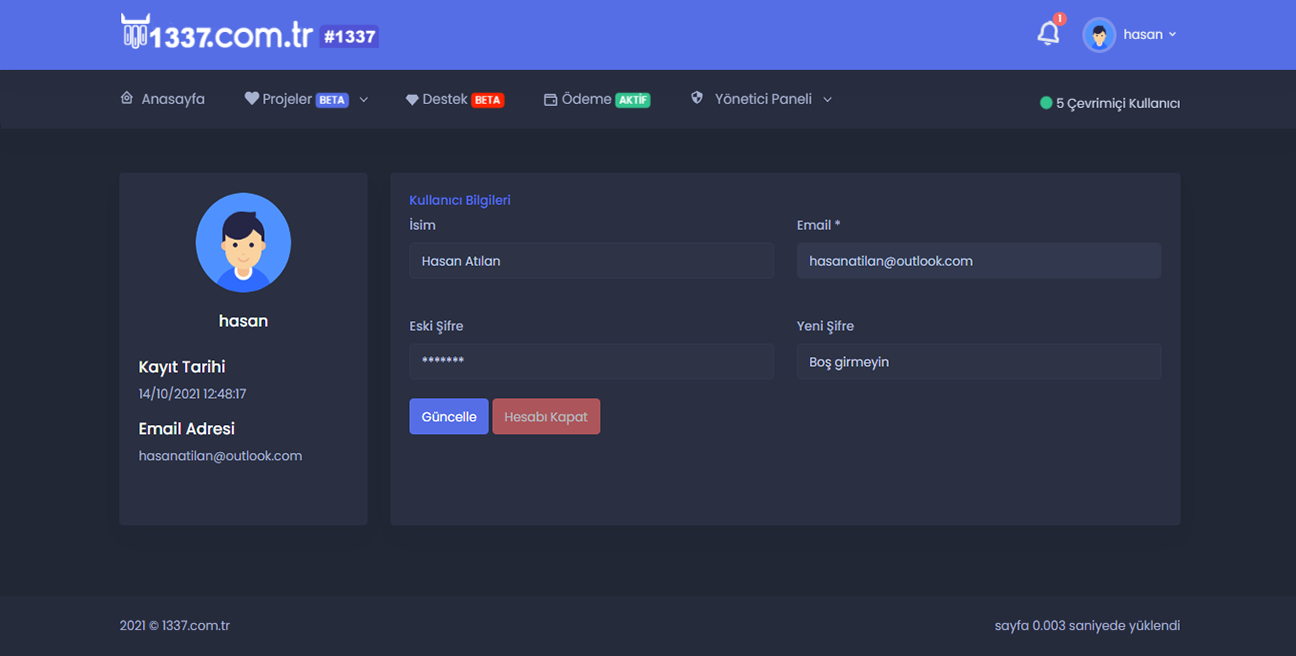 1337.com.tr #1337
1
hasan
Anasayfa Projeler BETA Destek BETA Ödeme AKTİF Yönetici Paneli 5 Çevrimiçi Kullanıcı
hasan
Kayıt Tarihi
14/10/2021 12:48:17
Email Adresi
hasanatilan@outlook.com
Kullanıcı Bilgileri
İsim
Hasan Atılan
Email *
hasanatilan@outlook.com
Eski Şifre
*******
Yeni Şifre
Boş girmeyin
Güncelle Hesabı Kapat
2021 © 1337.com.tr sayfa 0.003 saniyede yüklendi